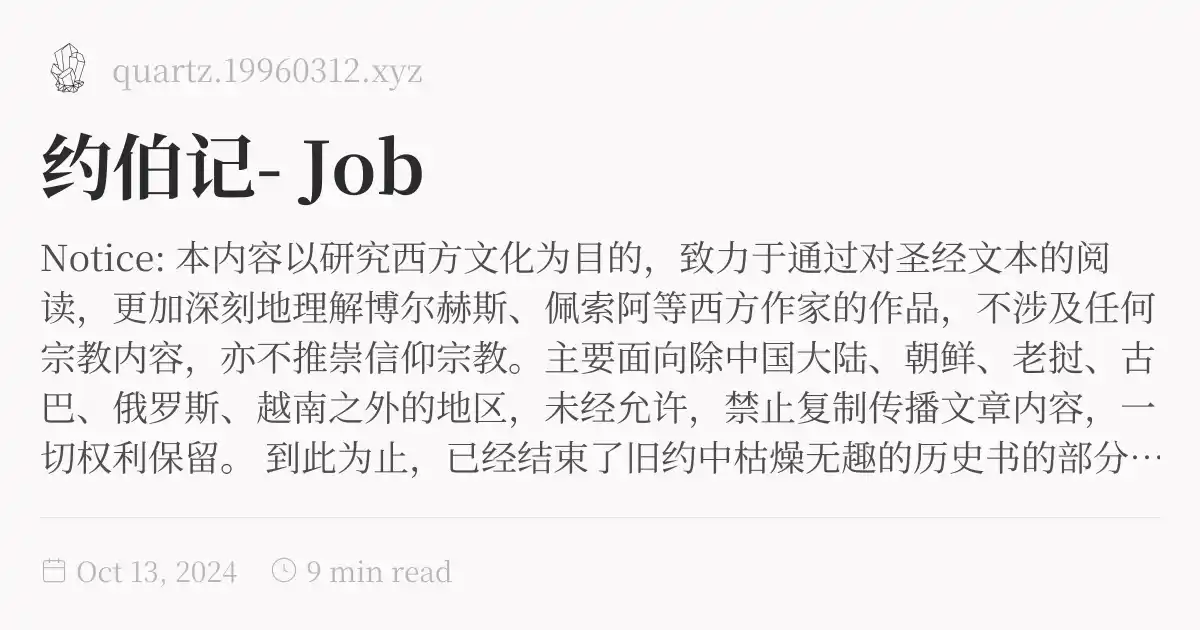 quartz.19960312.xyz
约伯记- Job
Notice: 本内容以研究西方文化为目的，致力于通过对圣经文本的阅
读，更加深刻地理解博尔赫斯、佩索阿等西方作家的作品，不涉及任何
宗教内容，亦不推崇信仰宗教。主要面向除中国大陆、朝鲜、老挝、古
巴、俄罗斯、越南之外的地区，未经允许，禁止复制传播文章内容，一
切权利保留。 到此为止，已经结束了旧约中枯燥无趣的历史书的部分…
Oct 13, 2024 9 min read